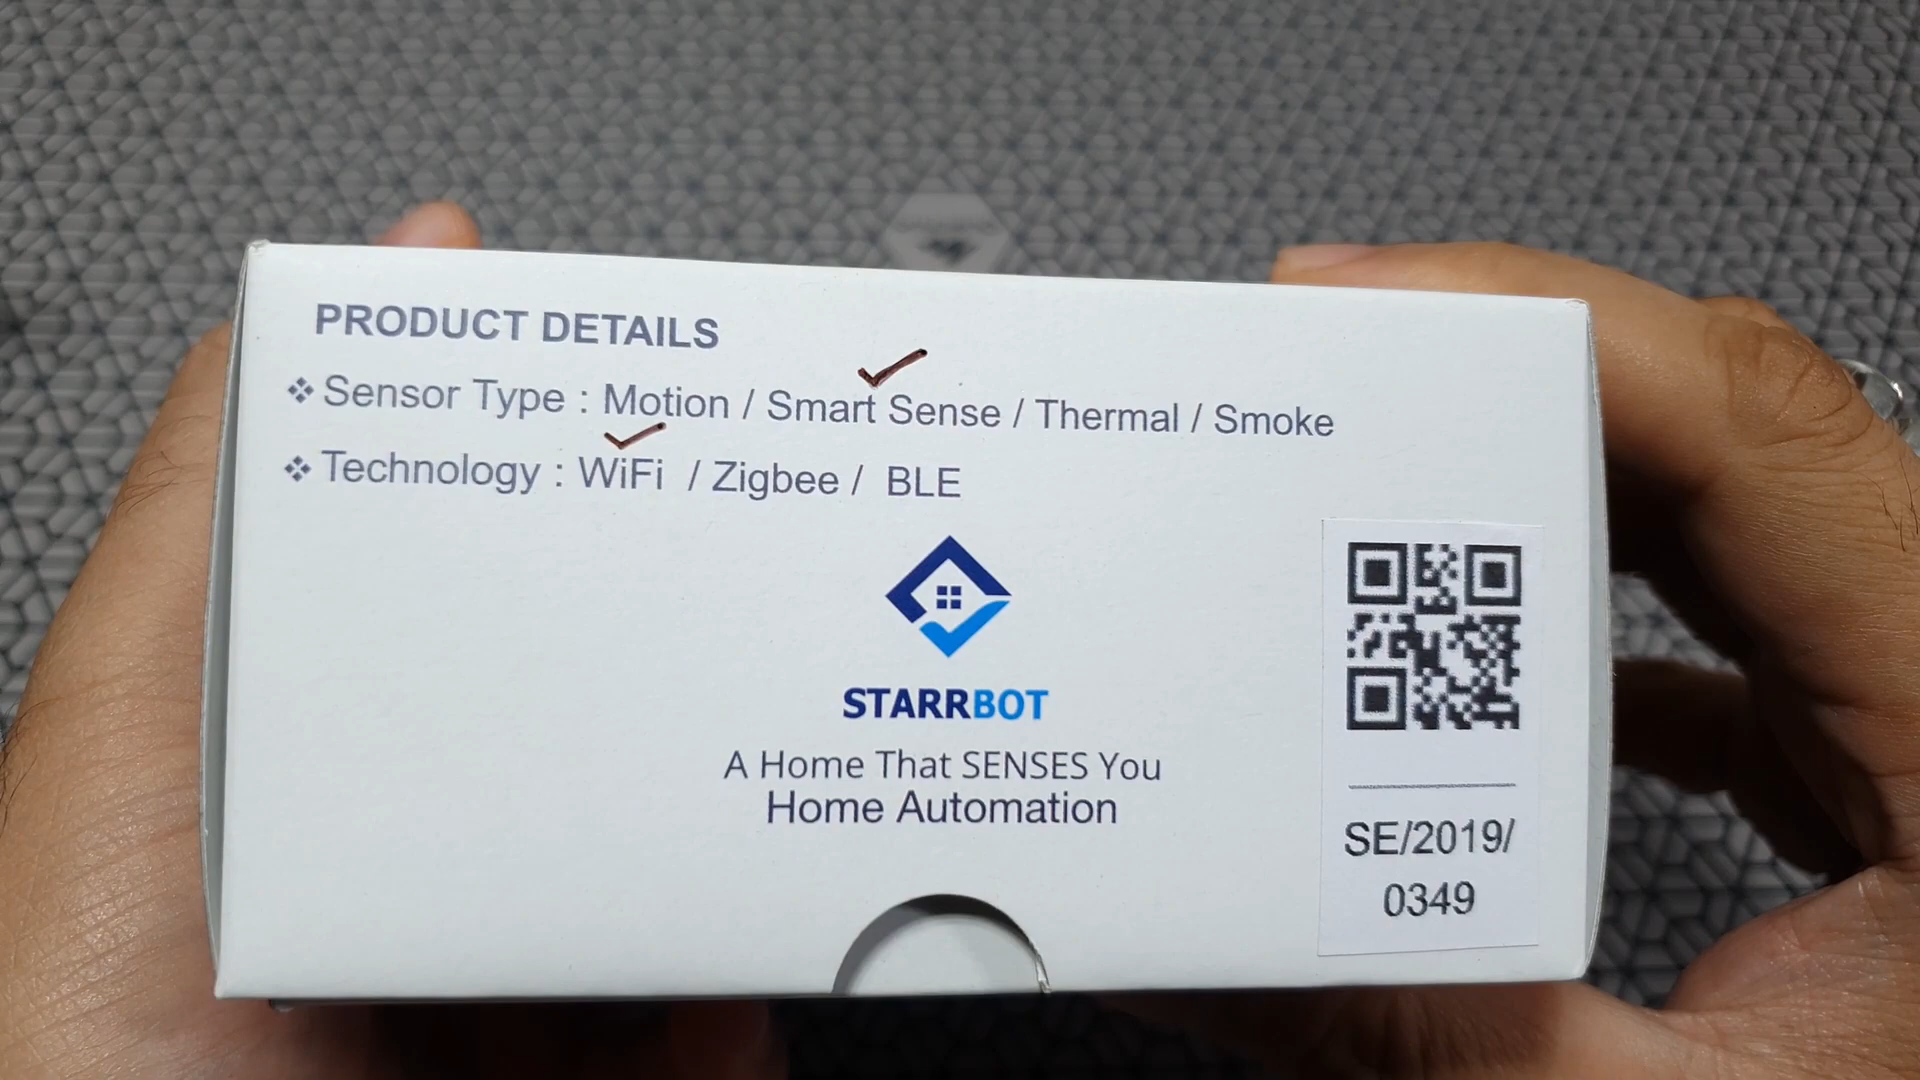 PRODUCT DETAILS
❖ Sensor Type : Motion / Smart Sense / Thermal / Smoke
❖ Technology : WiFi / Zigbee / BLE
STARRBOT
A Home That SENSES You
Home Automation
SE/2019/
0349